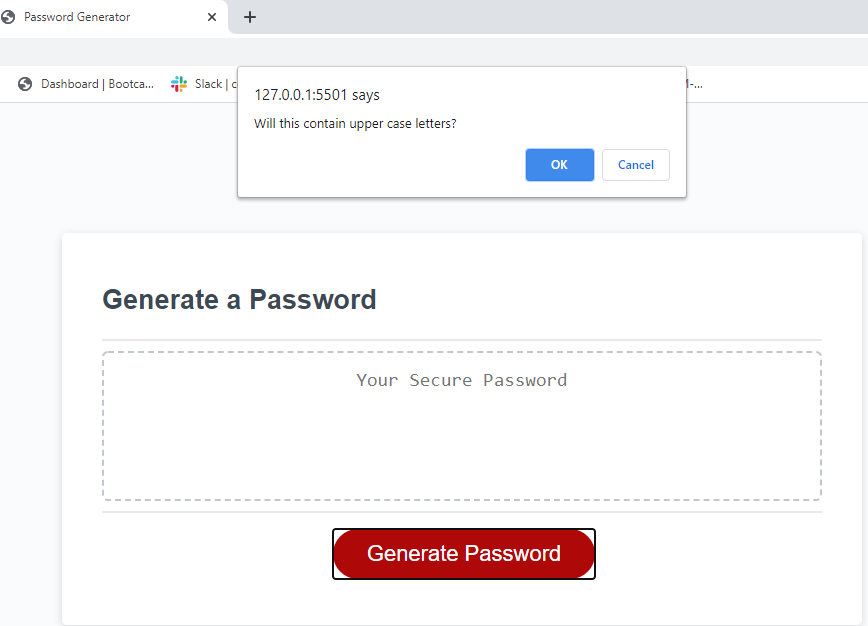 Password Generator
Dashboard | Bootca...
Slack | c
127.0.0.1:5501 says
Will this contain upper case letters?
OK
Cancel
Generate a Password
Your Secure Password
Generate Password